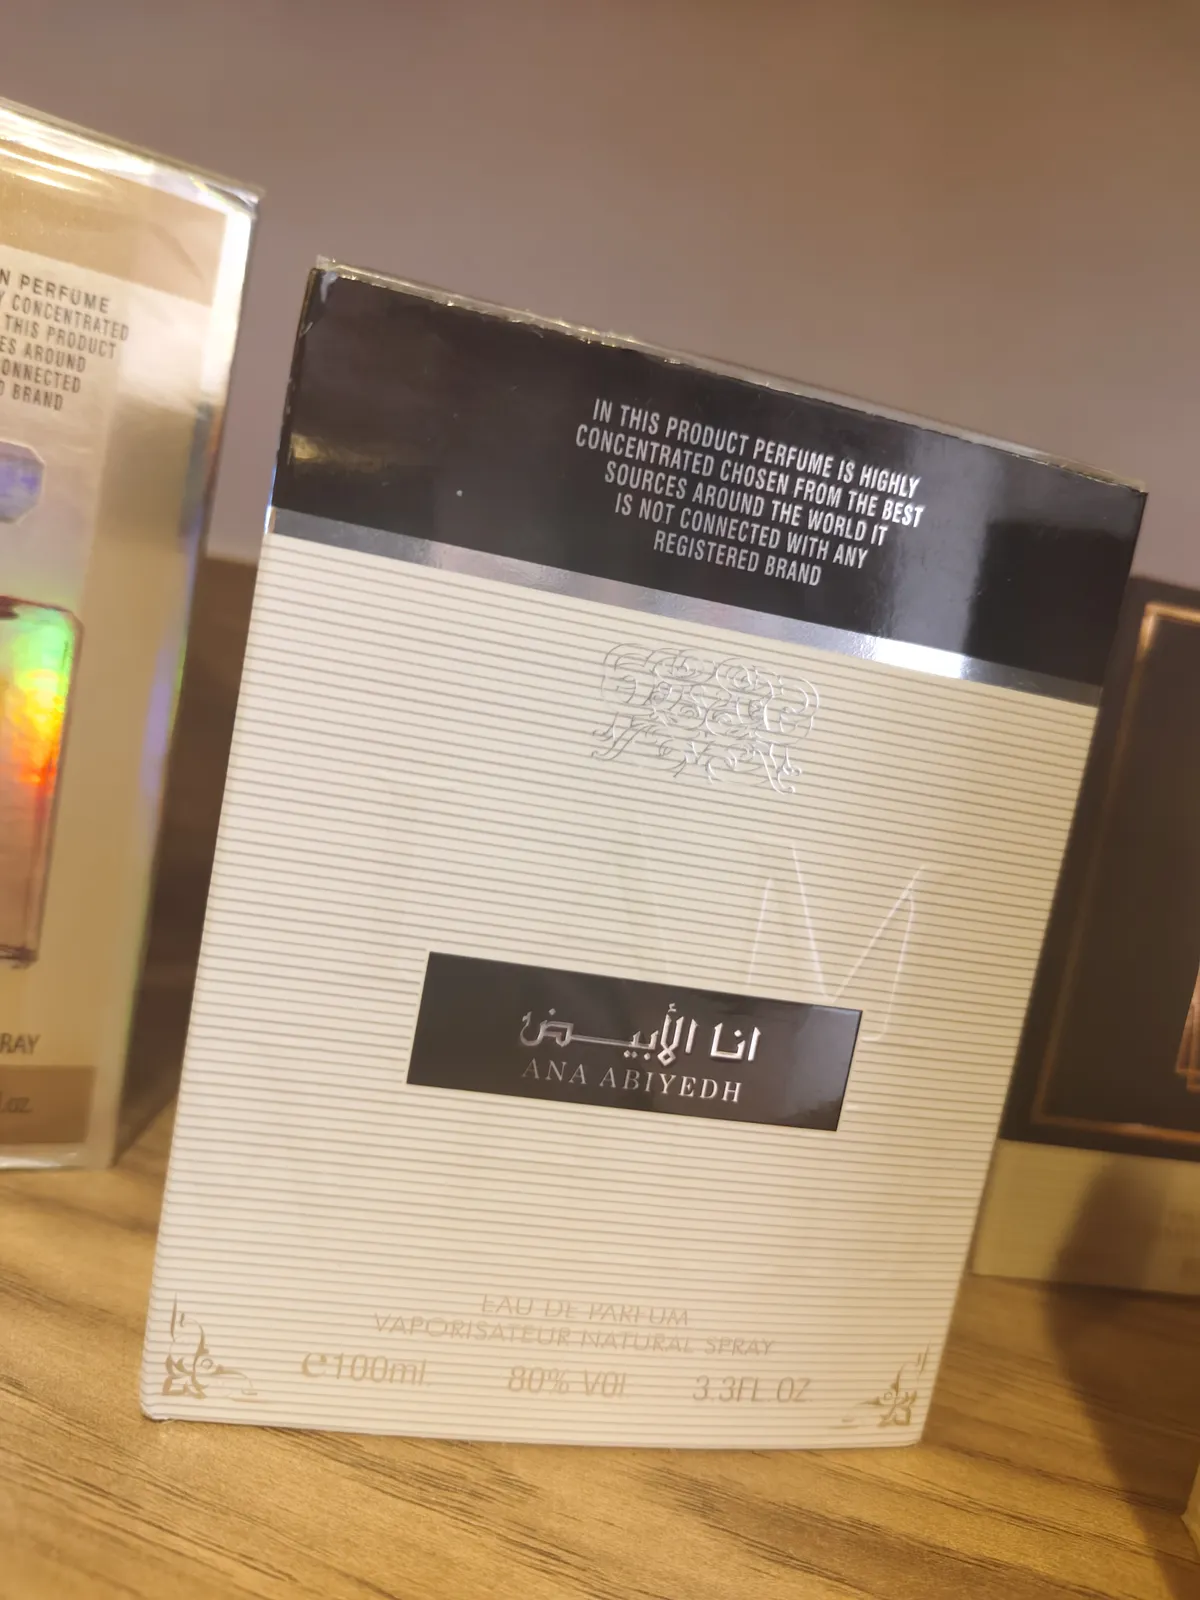 N PERFUME
CONCENTRATED
THIS PRODUCT
ES AROUND
ONNECTED
BRAND
RAY
IN THIS PRODUCT PERFUME IS HIGHLY
CONCENTRATED CHOSEN FROM THE BEST
SOURCES AROUND THE WORLD IT
IS NOT CONNECTED WITH ANY
REGISTERED BRAND
انا الأبيـــض
ANA ABIYEDH
EAU DE PARFUM
VAPORISATEUR NATURAL SPRAY
e100ml. 80% VOl 3.3FL.OZ